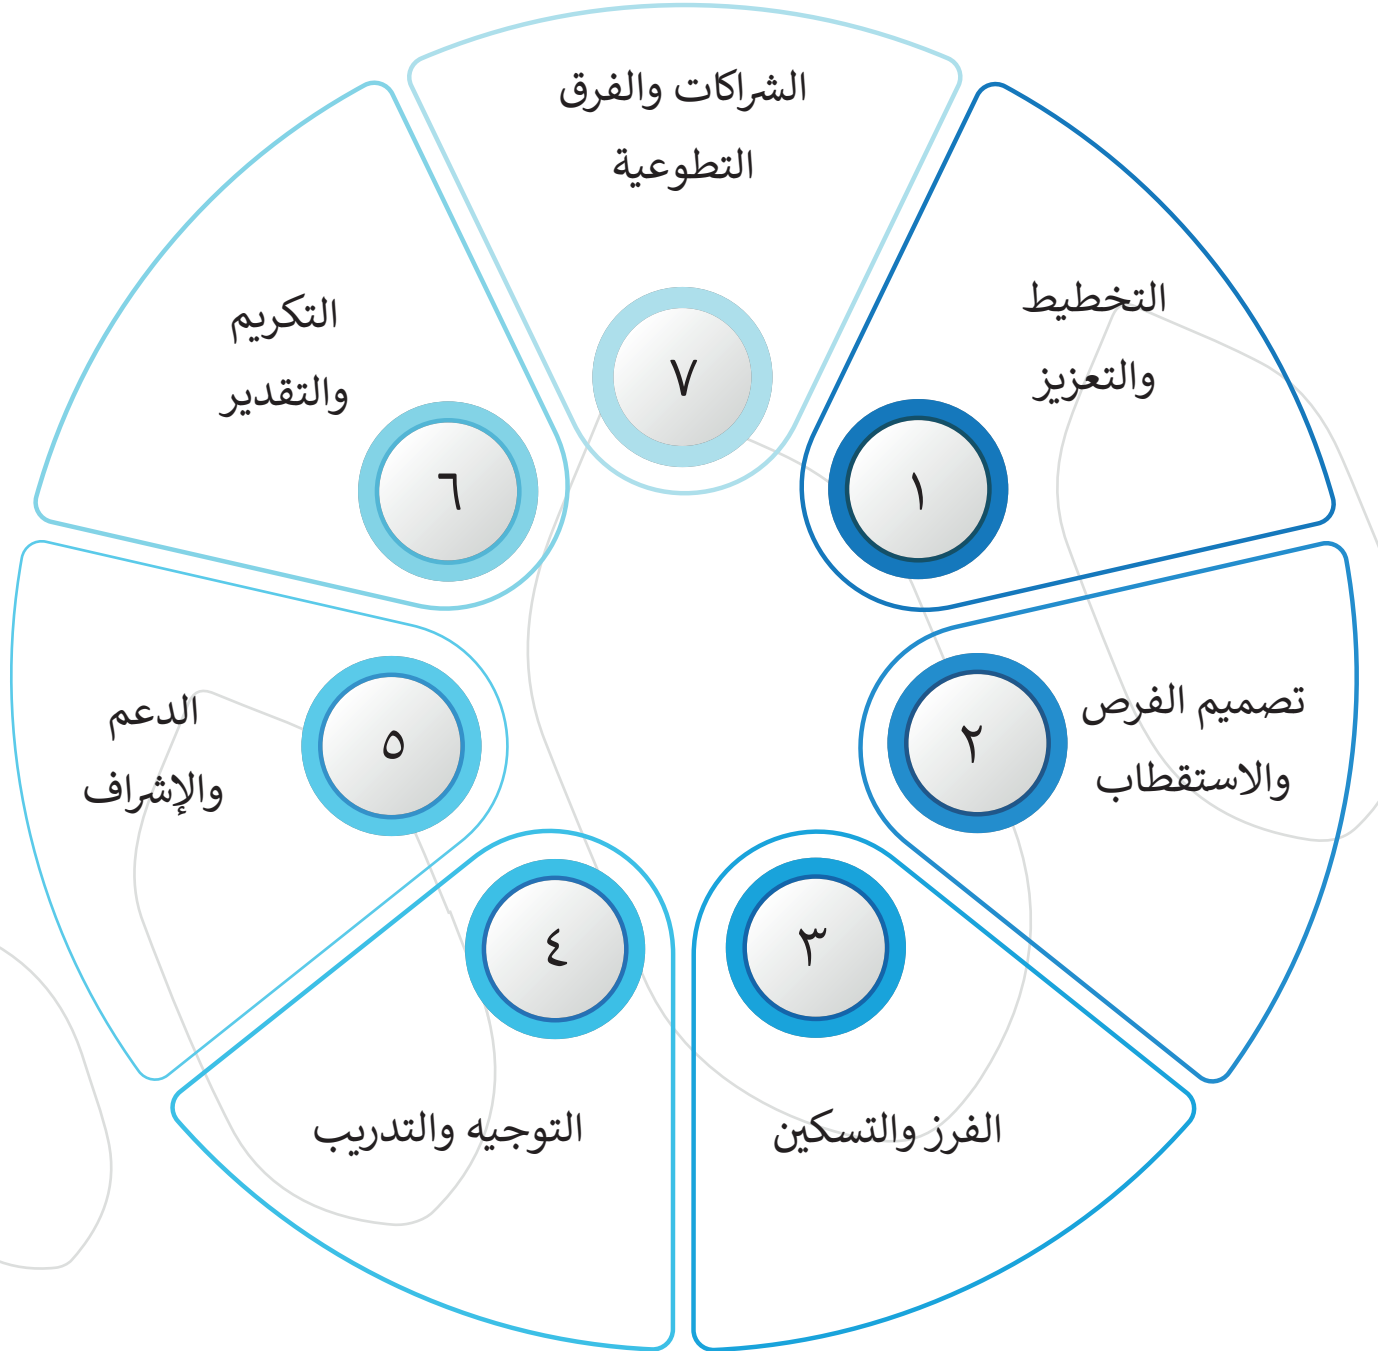 ١
التخطيط
والتعزيز
٢
تصميم الفرص
والاستقطاب
٣
الفرز والتسكين
٤
التوجيه والتدريب
٥
الدعم
والإشراف
٦
التكريم
والتقدير
٧
الشراكات والفرق
التطوعية